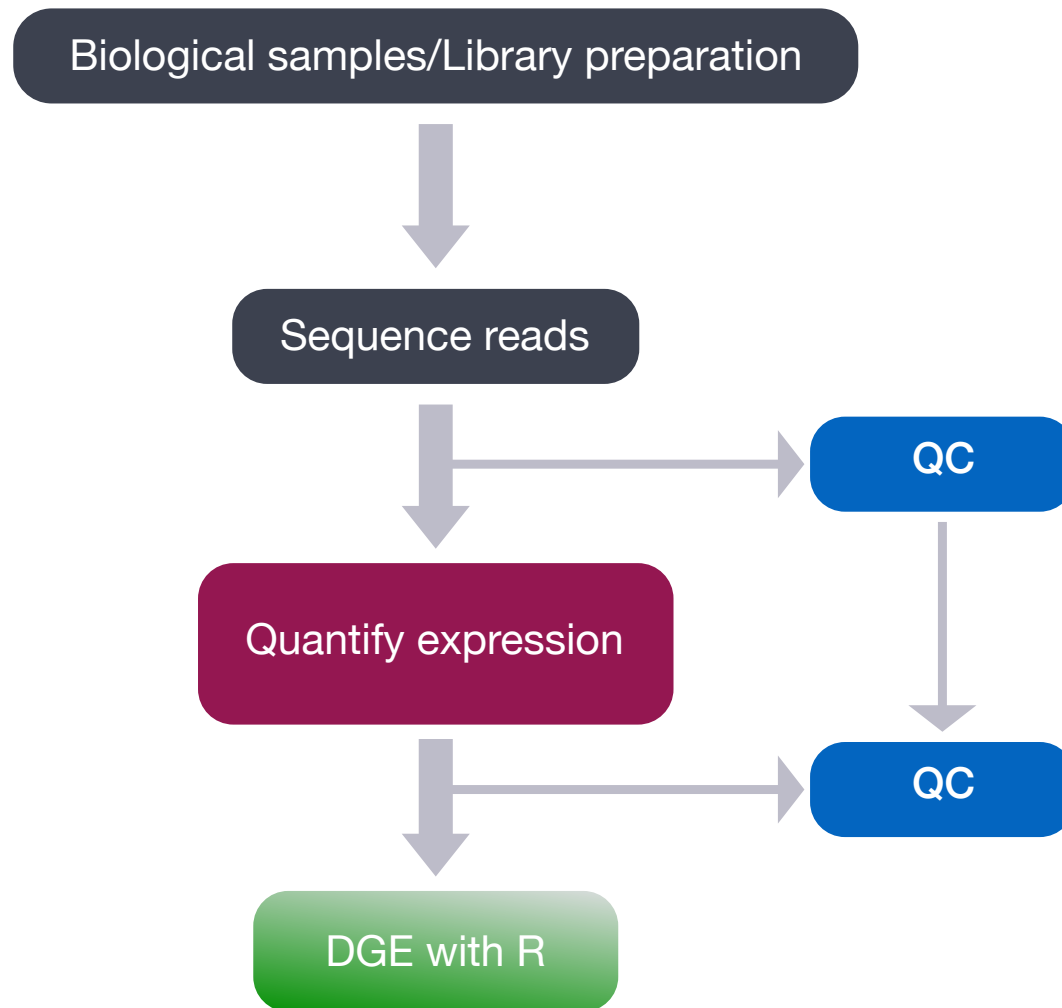 Biological samples/Library preparation
Sequence reads
QC
Quantify expression
QC
DGE with R